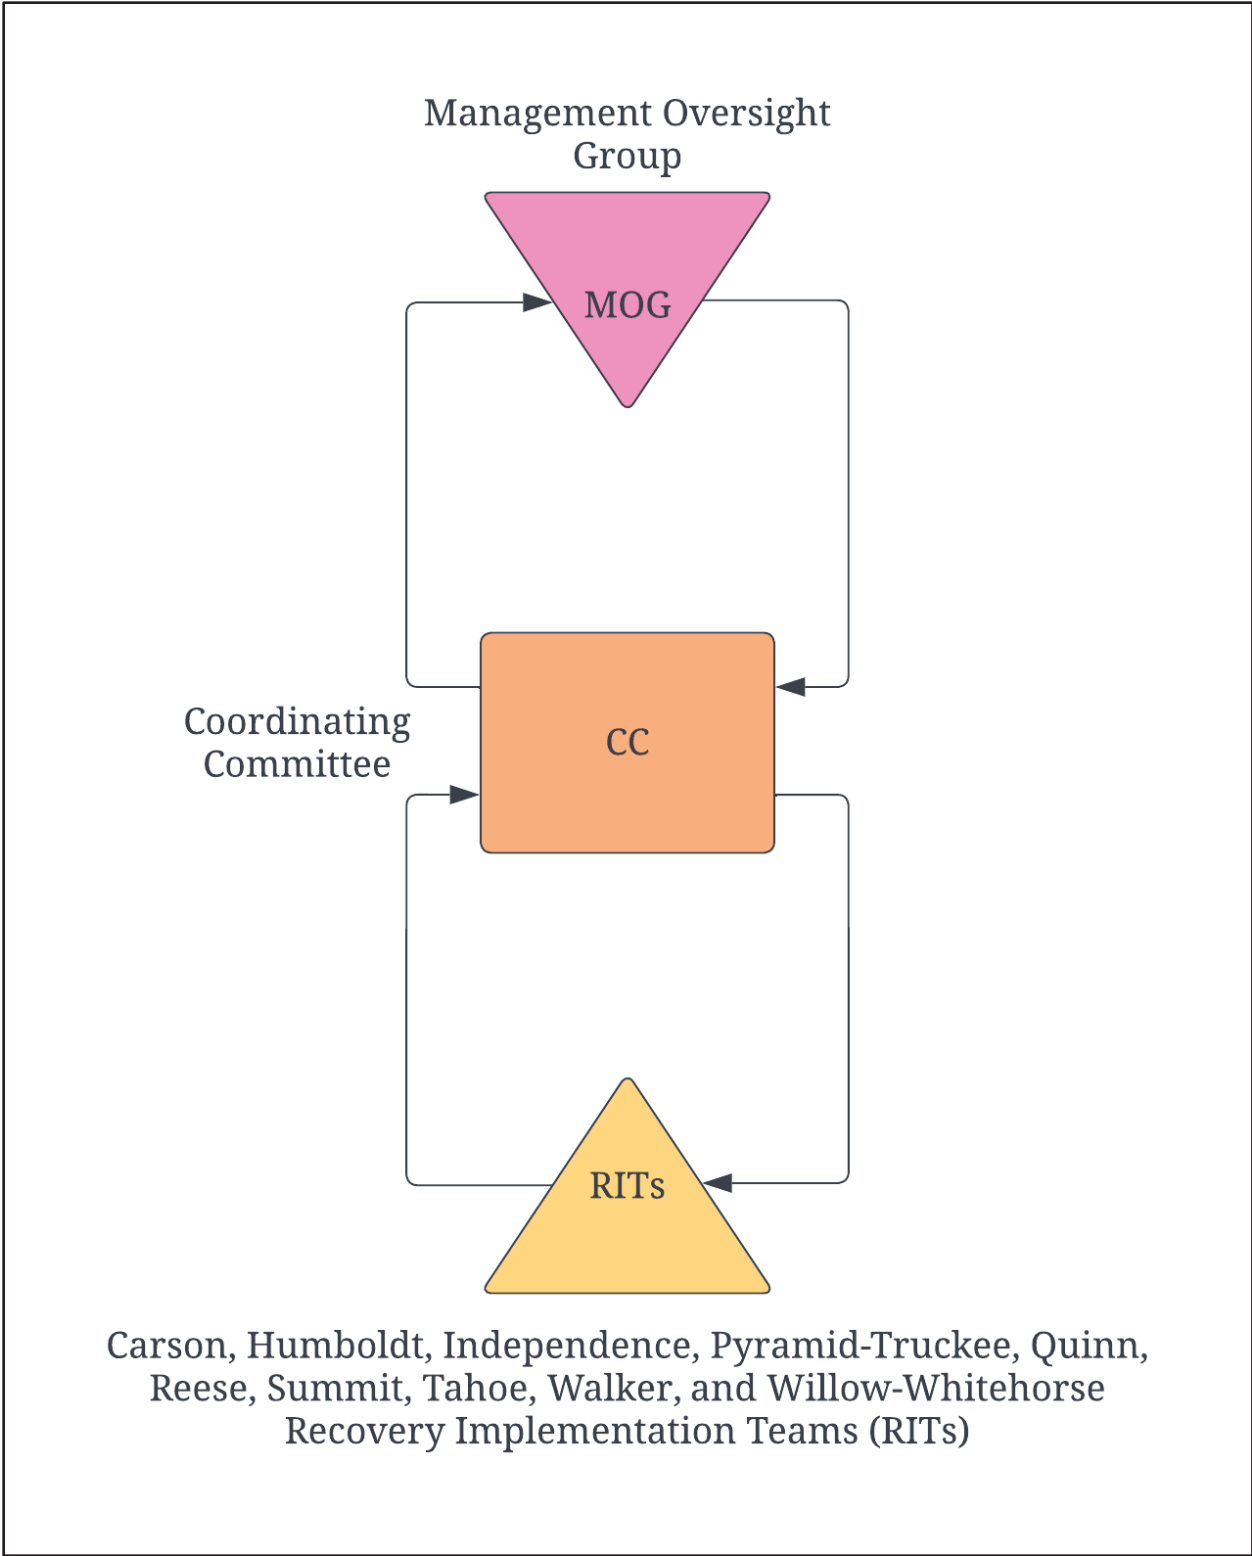 Management Oversight
Group
MOG
Coordinating
Committee
CC
RITs
Carson, Humboldt, Independence, Pyramid-Truckee, Quinn,
Reese, Summit, Tahoe, Walker, and Willow-Whitehorse
Recovery Implementation Teams (RITs)